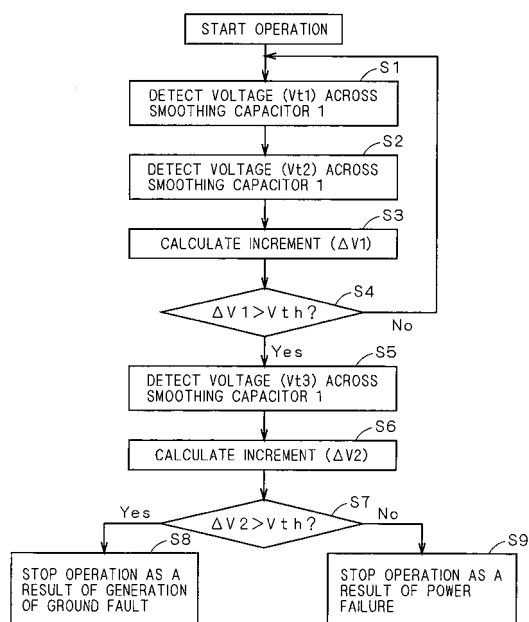 START OPERATION
S1
DETECT VOLTAGE (Vt1) ACROSS
SMOOTHING CAPACITOR 1
S2
DETECT VOLTAGE (Vt2) ACROSS
SMOOTHING CAPACITOR 1
S3
CALCULATE INCREMENT (ΔV1)
S4
ΔV1>Vth?
No
Yes
S5
DETECT VOLTAGE (Vt3) ACROSS
SMOOTHING CAPACITOR 1
S6
CALCULATE INCREMENT (ΔV2)
S7
ΔV2>Vth?
Yes
No
S8
STOP OPERATION AS A
RESULT OF GENERATION
OF GROUND FAULT
S9
STOP OPERATION AS A
RESULT OF POWER
FAILURE